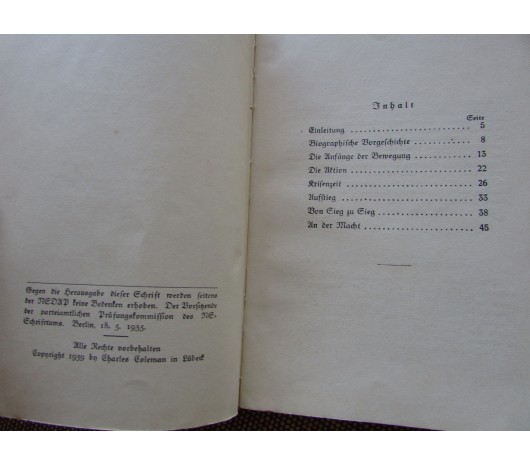 Gegen die Herausgabe dieser Schrift werden seitens
der NSDAP keine Bedenken erhoben. Der Vorsitzende
der parteiamtlichen Prüfungskommission des NS-
Schrifttums. Berlin, 18. 5. 1935.
Alle Rechte vorbehalten
Copyright 1939 by Charles Coleman in Lübeck
Inhalt
Seite
Einleitung .................... 5
Biographische Vorgeschichte .................... 8
Die Anfänge der Bewegung .................... 13
Die Aktion .................... 22
Krisenzeit .................... 26
Aufstieg .................... 33
Von Sieg zu Sieg .................... 38
An der Macht .................... 45